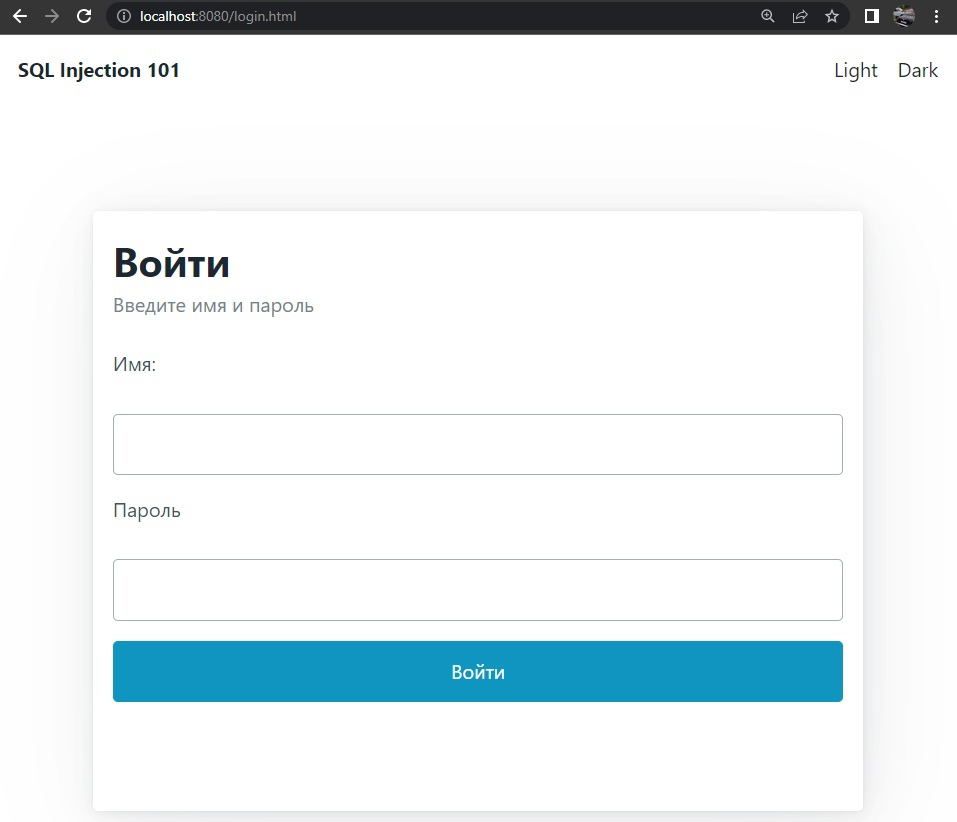 localhost:8080/login.html
SQL Injection 101
Light Dark
Войти
Введите имя и пароль
Имя:
Пароль
Войти